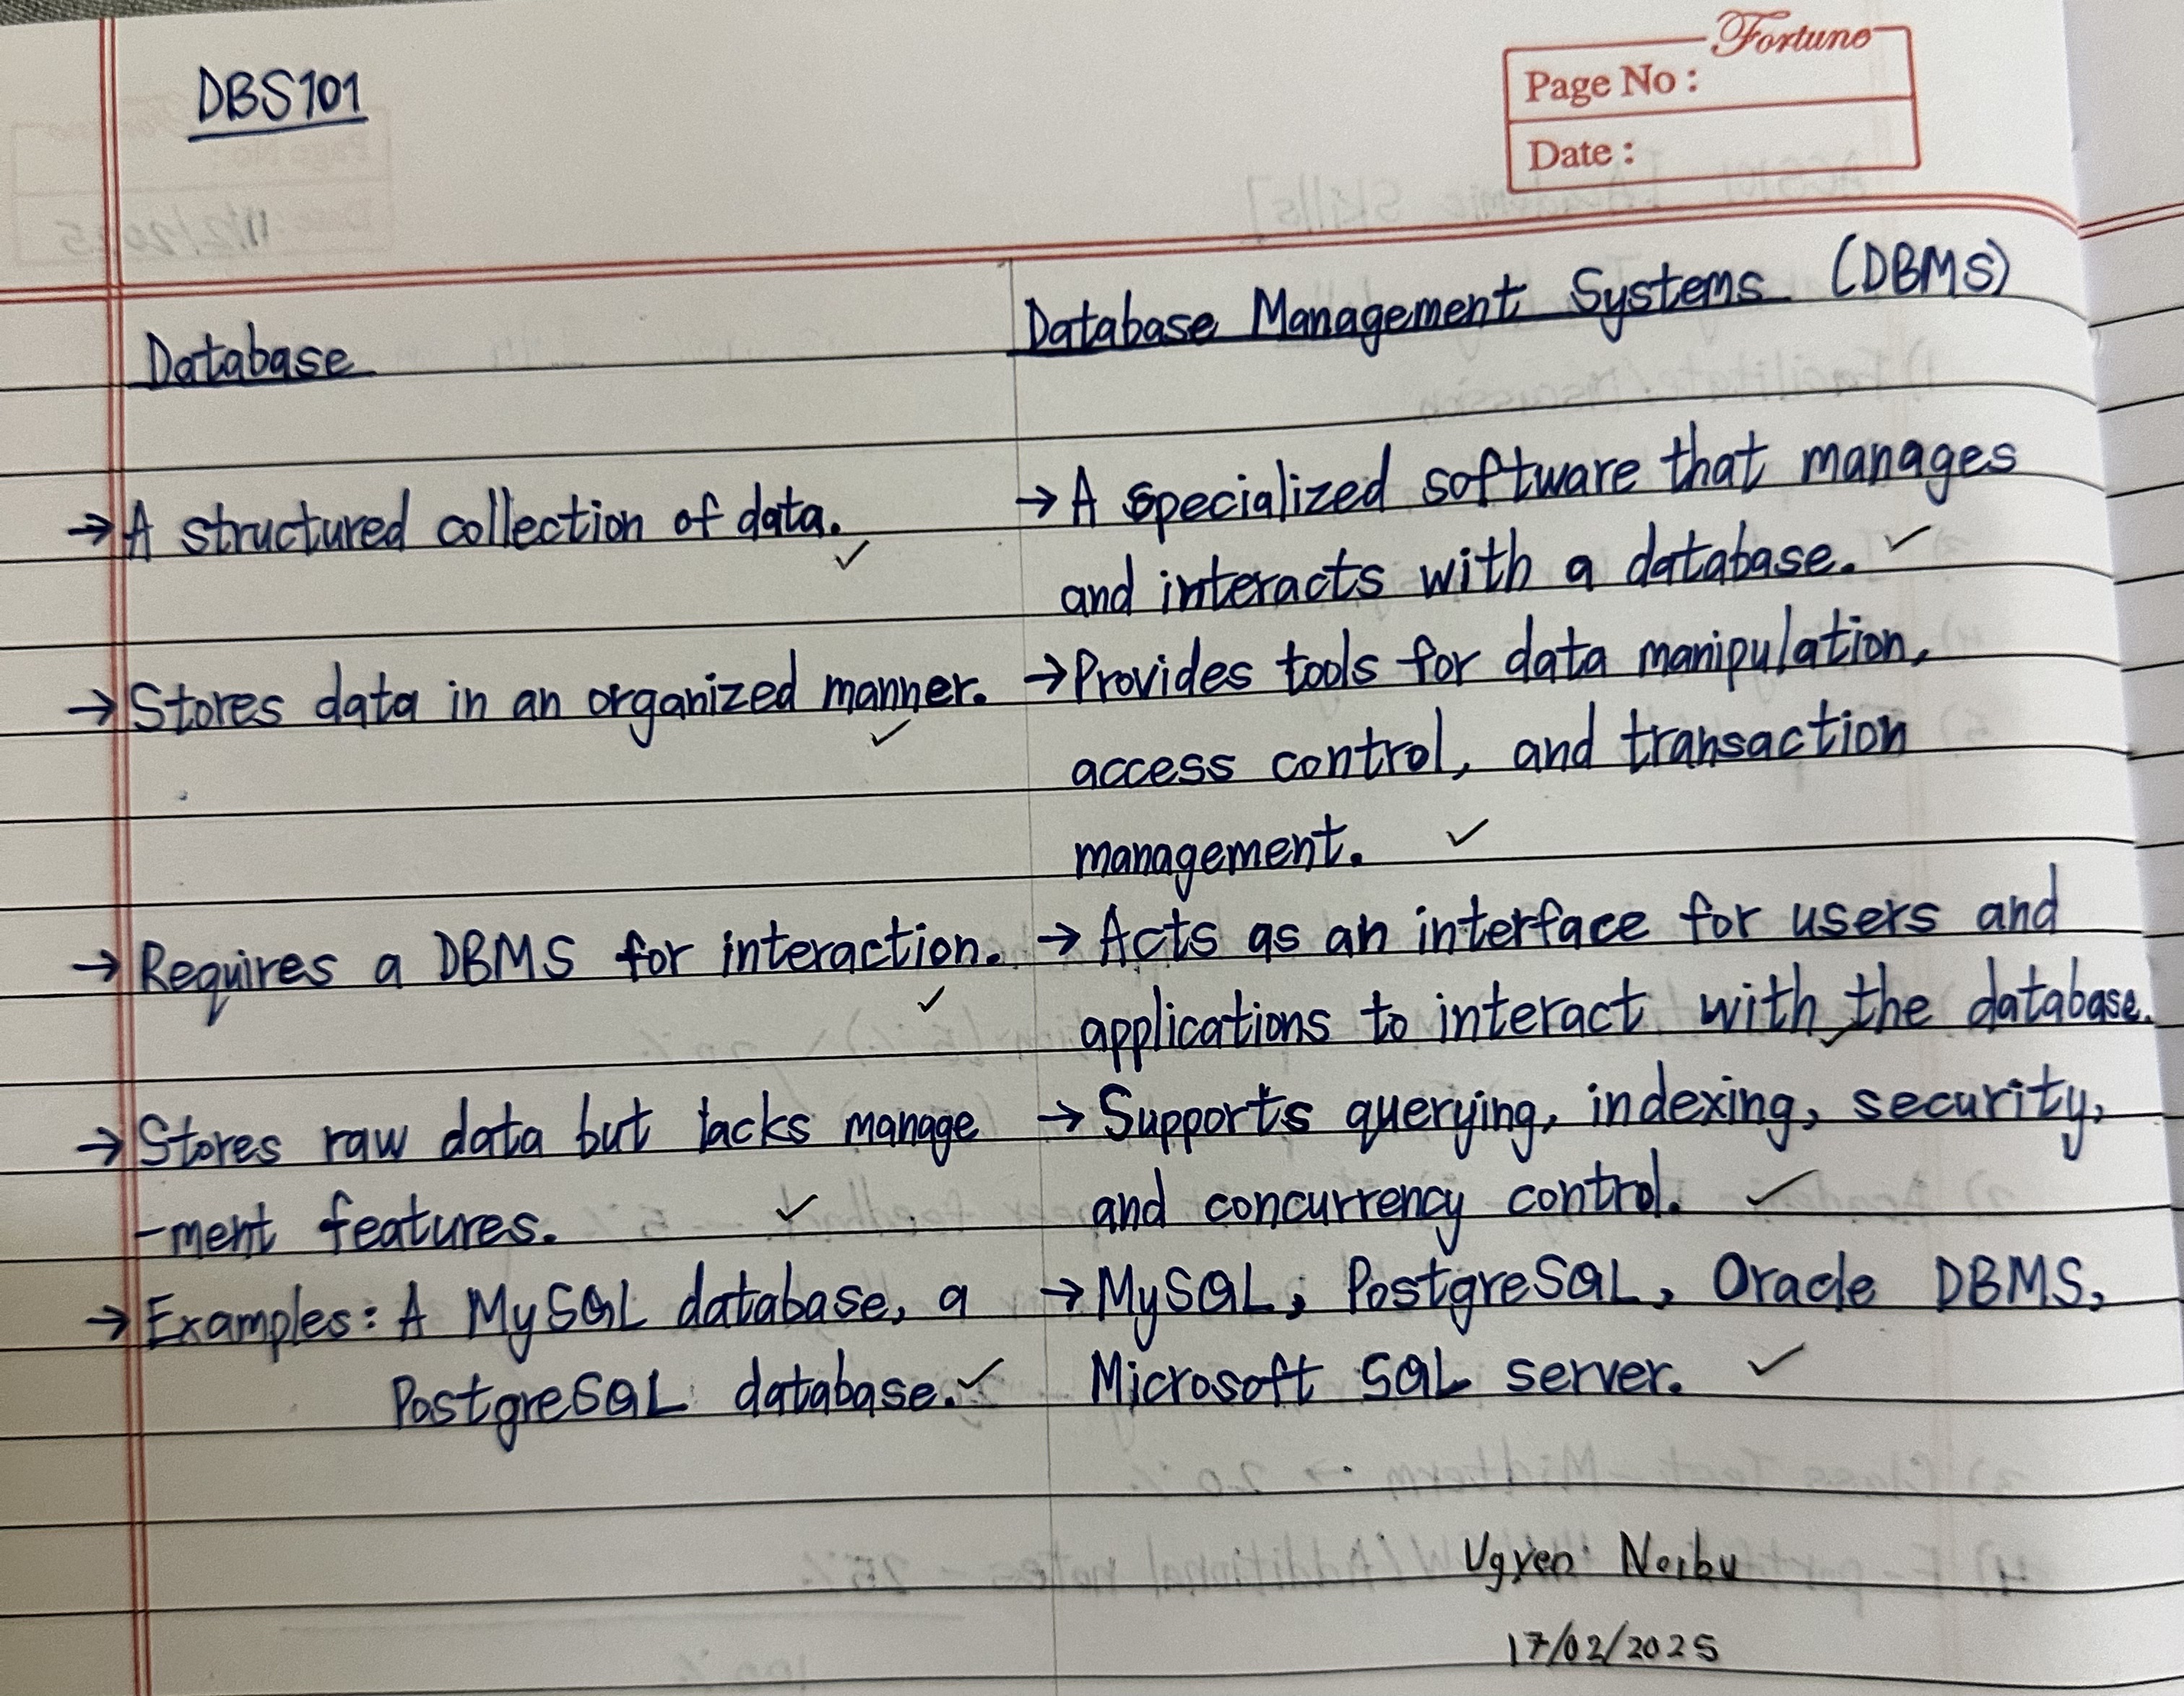 DBS101
Fortune
Page No :
Date :
Database
→ A structured collection of data. ✓
→ Stores data in an organized manner. ✓
→ Requires a DBMS for interaction. ✓
→ Stores raw data but lacks manage
-ment features. ✓
→ Examples: A MySQL database, a
PostgreSQL database. ✓
Database Management Systems (DBMS)
→ A specialized software that manages
and interacts with a database. ✓
→ Provides tools for data manipulation,
access control, and transaction
management. ✓
→ Acts as an interface for users and
applications to interact with the database. ✓
→ Supports querying, indexing, security,
and concurrency control. ✓
→ MySQL, PostgreSQL, Oracle DBMS,
Microsoft SQL server. ✓
Ugyen Norbu
17/02/2025